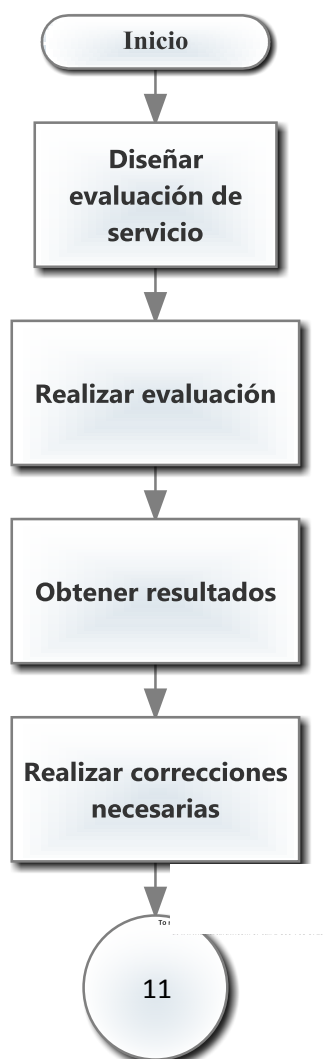 Inicio
Diseñar
evaluación de
servicio
Realizar evaluación
Obtener resultados
Realizar correcciones
necesarias
11